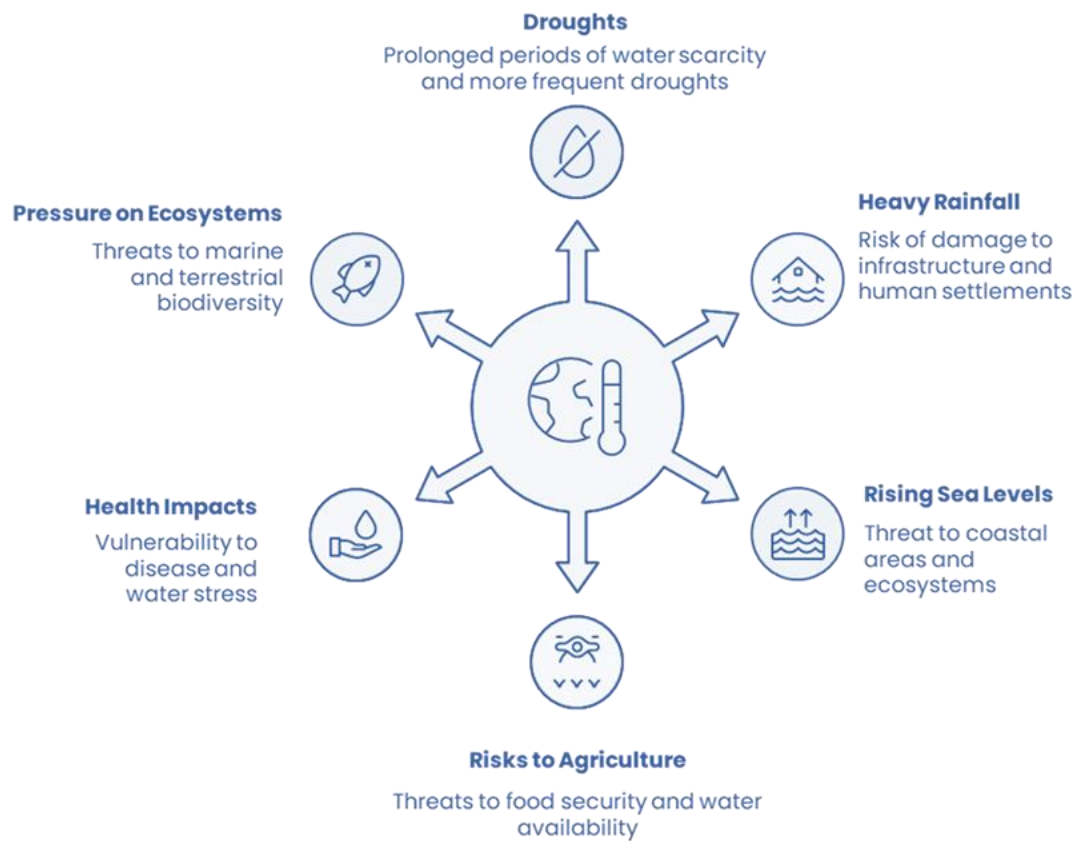 Droughts
Prolonged periods of water scarcity
and more frequent droughts
Pressure on Ecosystems
Threats to marine
and terrestrial
biodiversity
Heavy Rainfall
Risk of damage to
infrastructure and
human settlements
Health Impacts
Vulnerability to
disease and
water stress
Rising Sea Levels
Threat to coastal
areas and
ecosystems
Risks to Agriculture
Threats to food security and water
availability